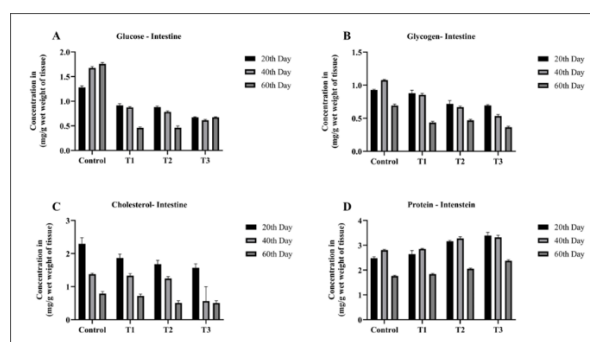 A
Glucose - Intestine
Concentration in
(mg/g wet weight of tissue)
2.0
1.5
1.0
0.5
0.0
Control T1 T2 T3
20th Day
40th Day
60th Day
B
Glycogen- Intestine
Concentration in
(mg/g wet weight of tissue)
1.5
1.0
0.5
0.0
Control T1 T2 T3
20th Day
40th Day
60th Day
C
Cholesterol- Intestine
Concentration in
(mg/g wet weight of tissue)
3
2
1
0
Control T1 T2 T3
20th Day
40th Day
60th Day
D
Protein - Intenstein
Concentration in
(mg/g wet weight of tissue)
4
3
2
1
0
Control T1 T2 T3
20th Day
40th Day
60th Day